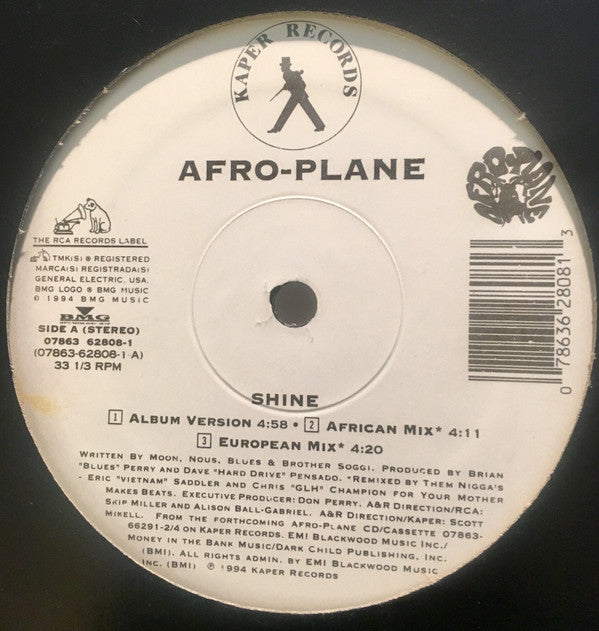 KAPER RECORDS
AFRO-PLANE
AFRO-PLANE
THE RCA RECORDS LABEL
TMK(S) ® REGISTERED
MARCA(S) REGISTRADA(S)
GENERAL ELECTRIC, USA.
BMG LOGO ® BMG MUSIC
© 1994 BMG MUSIC
BMG
SIDE A (STEREO)
07863 62808-1
(07863-62808-1-A)
33 1/3 RPM
0 78636 28081 3
SHINE
1 ALBUM VERSION 4:58 • 2 AFRICAN MIX* 4:11
3 EUROPEAN MIX* 4:20
WRITTEN BY MOON, NOUS, BLUES & BROTHER SOGGI. PRODUCED BY BRIAN
"BLUES" PERRY AND DAVE "HARD DRIVE" PENSADO. *REMIXED BY THEM NIGGA'S
- ERIC "VIETNAM" SADDLER AND CHRIS "GLH" CHAMPION FOR YOUR MOTHER
MAKES BEATS. EXECUTIVE PRODUCER: DON PERRY. A&R DIRECTION/RCA:
SKIP MILLER AND ALISON BALL-GABRIEL. A&R DIRECTION/KAPER: SCOTT
MIKELL. FROM THE FORTHCOMING AFRO-PLANE CD/CASSETTE 07863-
66291-2/4 ON KAPER RECORDS. EMI BLACKWOOD MUSIC INC./
MONEY IN THE BANK MUSIC/DARK CHILD PUBLISHING, INC.
(BMI). ALL RIGHTS ADMIN. BY EMI BLACKWOOD MUSIC
INC. (BMI) ℗ 1994 KAPER RECORDS